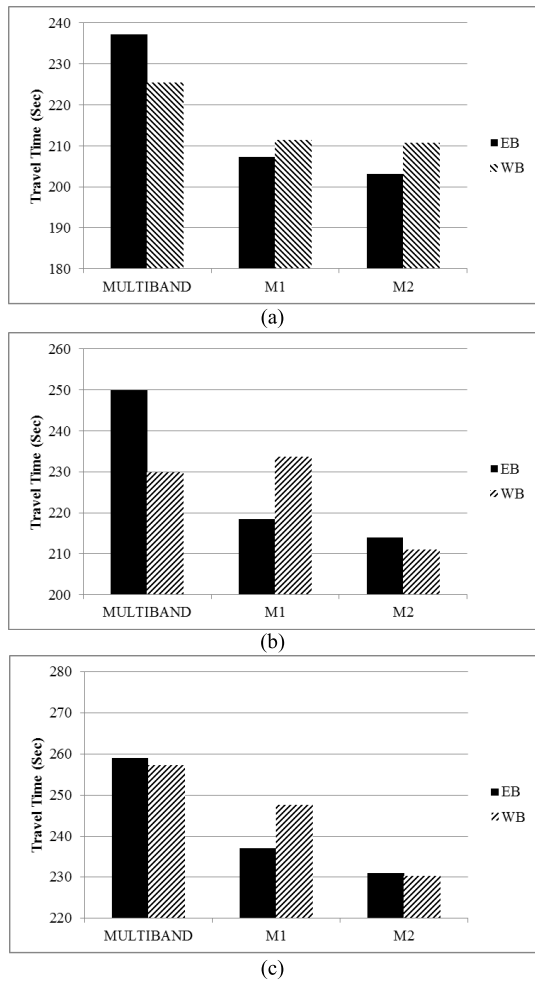 240
230
220
210
200
190
180
Travel Time (Sec)
MULTIBAND
M1
M2
EB
WB
(a)
260
250
240
230
220
210
200
Travel Time (Sec)
MULTIBAND
M1
M2
EB
WB
(b)
280
270
260
250
240
230
220
Travel Time (Sec)
MULTIBAND
M1
M2
EB
WB
(c)